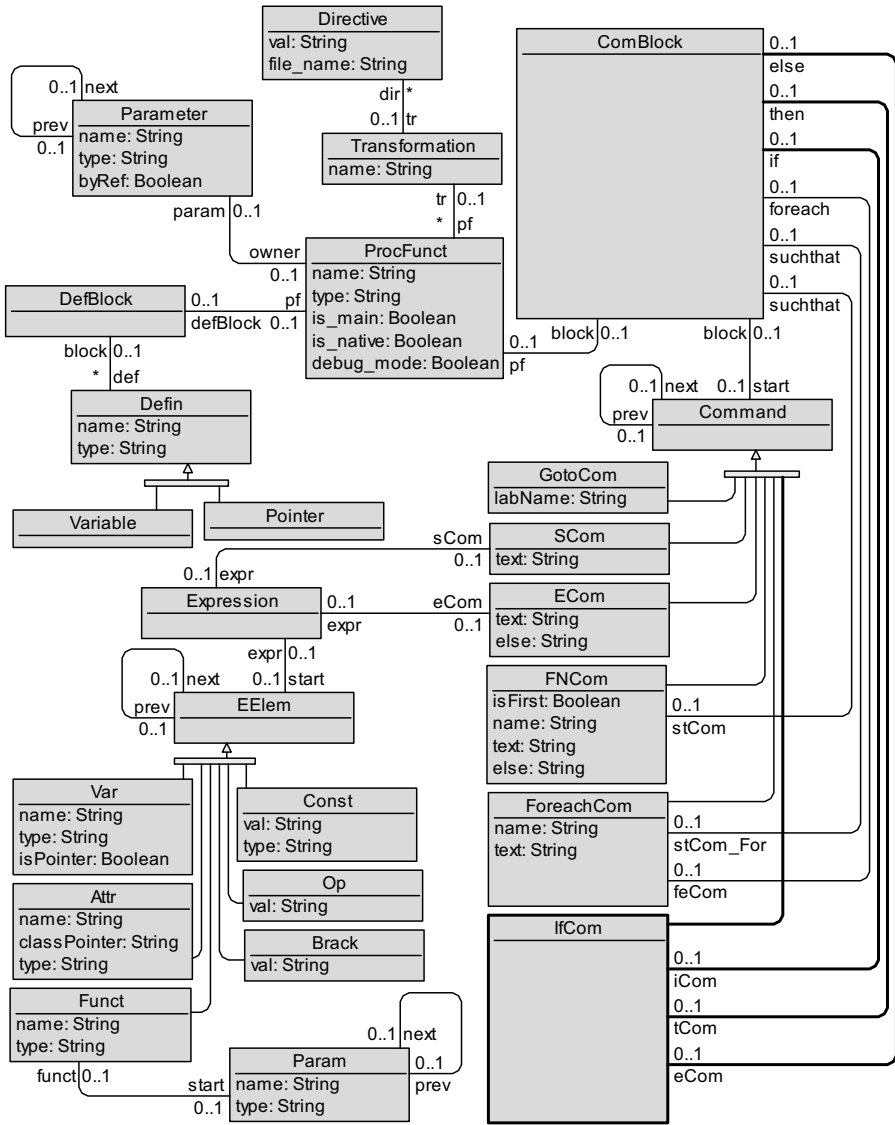 Directive
val: String
file_name: String
dir *
0..1 tr
Transformation
name: String
tr 0..1
* pf
0..1 next
prev
0..1
Parameter
name: String
type: String
byRef: Boolean
param 0..1
owner
0..1
ProcFunct
name: String
type: String
is_main: Boolean
is_native: Boolean
debug_mode: Boolean
DefBlock
0..1
defBlock
pf
0..1
block 0..1
* def
Defin
name: String
type: String
Variable
Pointer
ComBlock
0..1
else
0..1
then
0..1
if
0..1
foreach
0..1
suchthat
0..1
suchthat
block 0..1
0..1
pf
block 0..1
0..1 start
0..1 next
prev
0..1
Command
GotoCom
labName: String
SCom
text: String
sCom
0..1
0..1 expr
Expression
0..1
expr
eCom
0..1
ECom
text: String
else: String
expr 0..1
0..1 start
0..1 next
prev
0..1
EElem
FNCom
isFirst: Boolean
name: String
text: String
else: String
0..1
stCom
Var
name: String
type: String
isPointer: Boolean
Const
val: String
type: String
ForeachCom
name: String
text: String
0..1
stCom_For
0..1
feCom
Attr
name: String
classPointer: String
type: String
Op
val: String
Brack
val: String
IfCom
0..1
iCom
0..1
tCom
0..1
eCom
Funct
name: String
type: String
funct 0..1
start
0..1
Param
name: String
type: String
0..1 next
0..1
prev